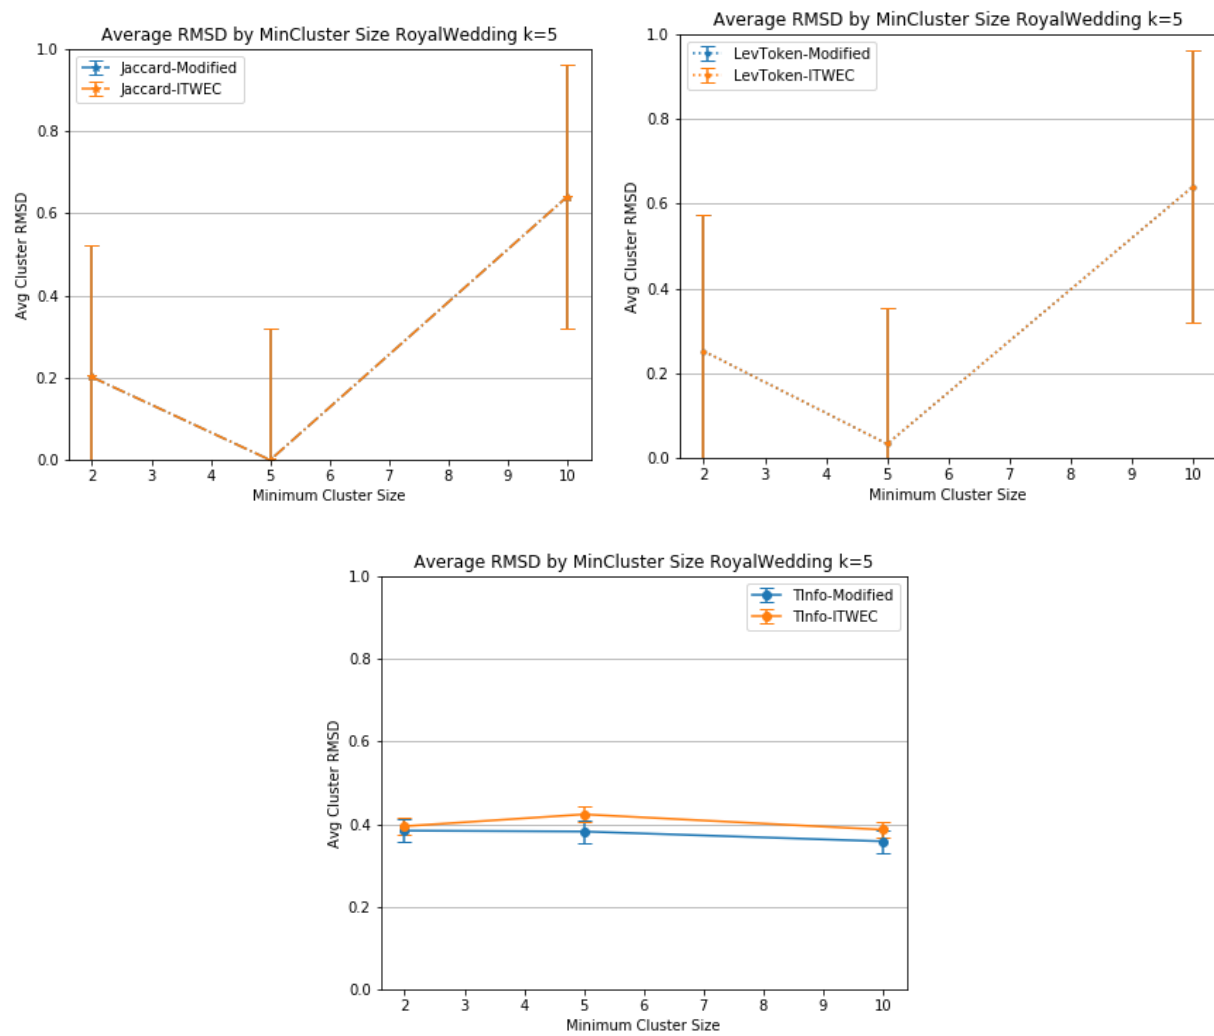 Average RMSD by MinCluster Size RoyalWedding k=5
Jaccard-Modified
Jaccard-ITWEC
1.0
0.8
0.6
0.4
0.2
0.0
Avg Cluster RMSD
2 3 4 5 6 7 8 9 10
Minimum Cluster Size
Average RMSD by MinCluster Size RoyalWedding k=5
LevToken-Modified
LevToken-ITWEC
1.0
0.8
0.6
0.4
0.2
0.0
Avg Cluster RMSD
2 3 4 5 6 7 8 9 10
Minimum Cluster Size
Average RMSD by MinCluster Size RoyalWedding k=5
TInfo-Modified
TInfo-ITWEC
1.0
0.8
0.6
0.4
0.2
0.0
Avg Cluster RMSD
2 3 4 5 6 7 8 9 10
Minimum Cluster Size